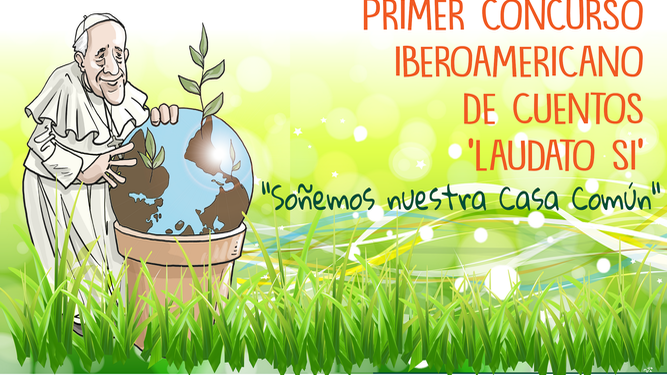 PRIMER CONCURSO
IBEROAMERICANO
DE CUENTOS
'LAUDATO SI'
"Soñemos nuestra Casa Común"